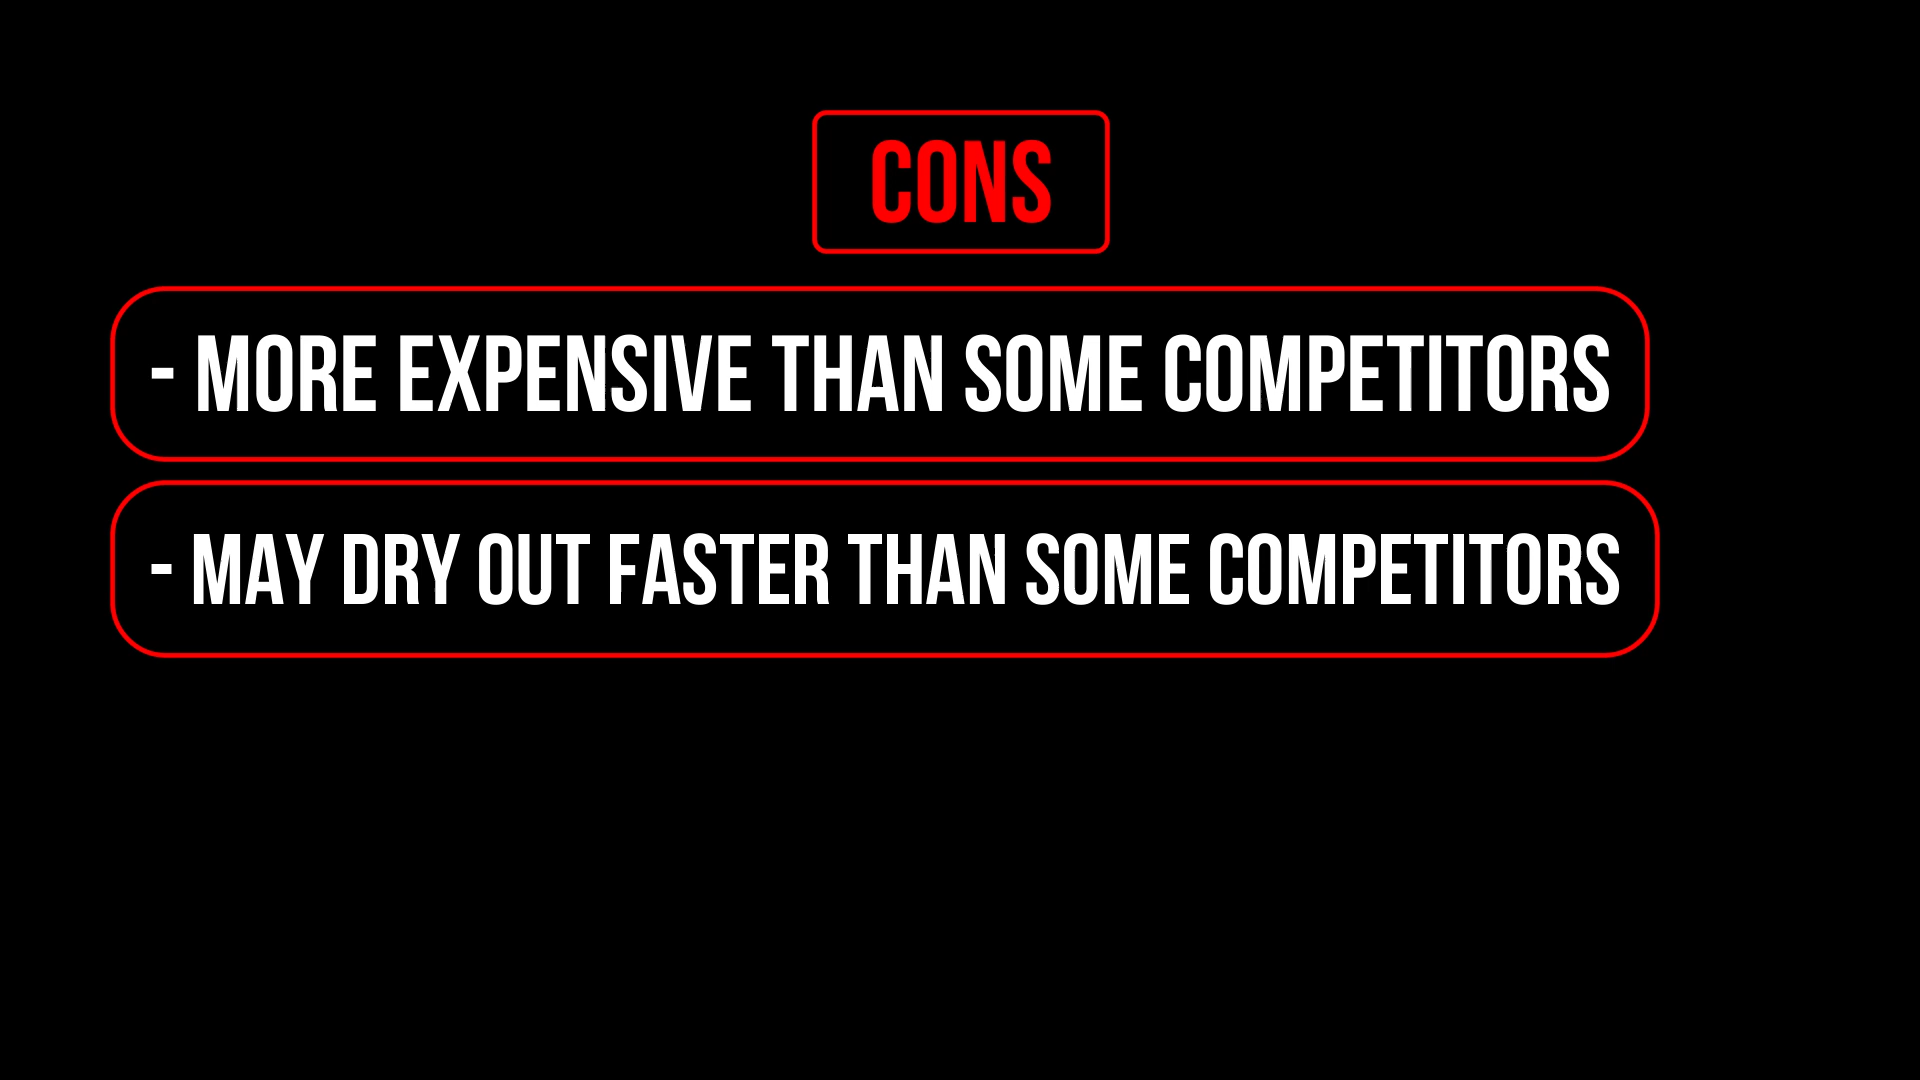 CONS
- MORE EXPENSIVE THAN SOME COMPETITORS
- MAY DRY OUT FASTER THAN SOME COMPETITORS